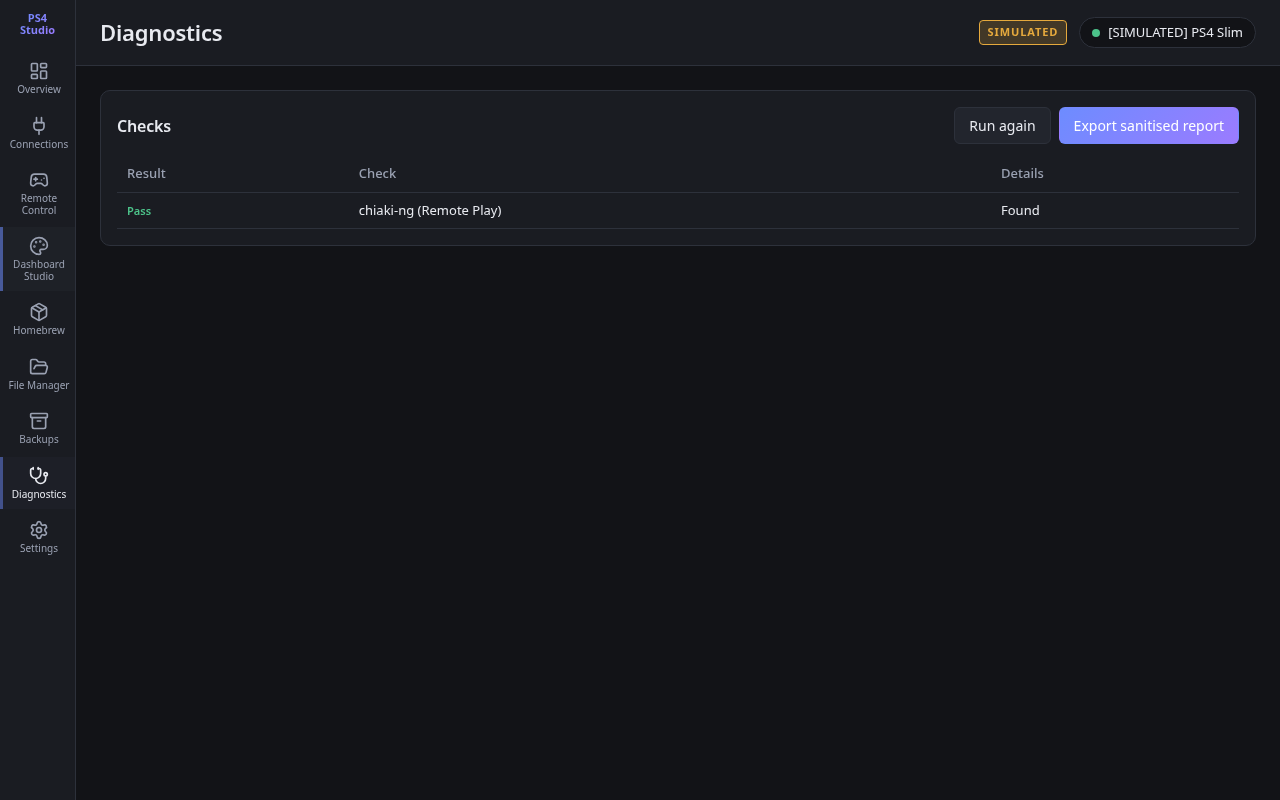 PS4
Studio
Diagnostics
SIMULATED
[SIMULATED] PS4 Slim
Overview
Connections
Remote
Control
Dashboard
Studio
Homebrew
File Manager
Backups
Diagnostics
Settings
Checks
Run again
Export sanitised report
Result Check Details
Pass chiaki-ng (Remote Play) Found